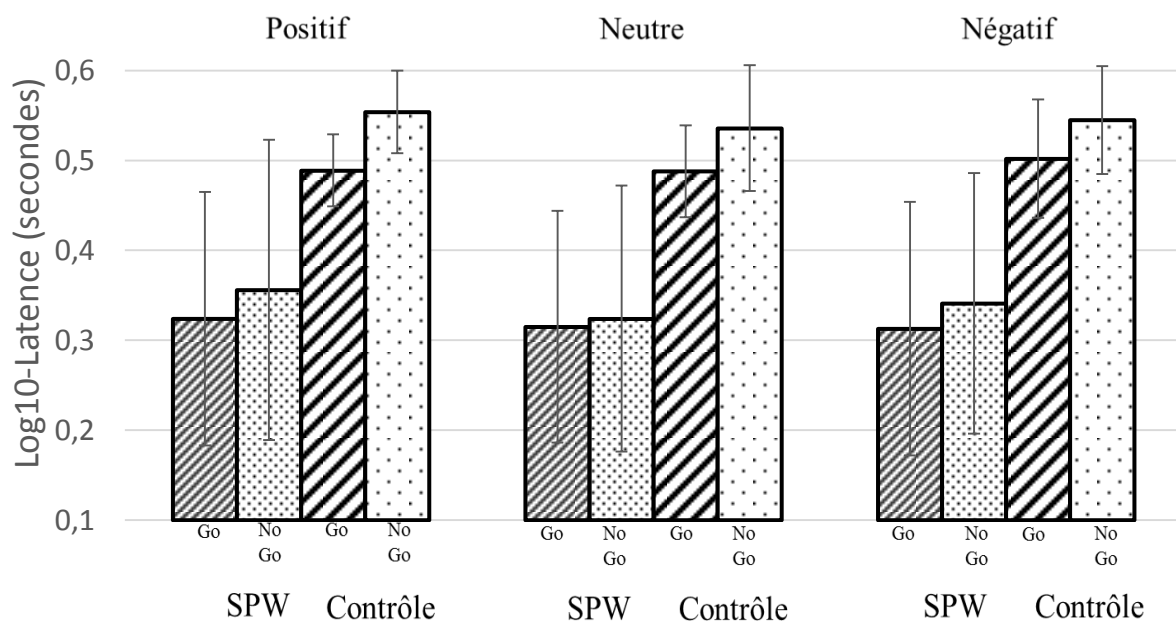 Positif Neutre Négatif
Log10-Latence (secondes)
0,6
0,5
0,4
0,3
0,2
0,1
Go No Go No Go No Go No Go No Go No
Go Go Go Go Go Go
SPW Contrôle SPW Contrôle SPW Contrôle